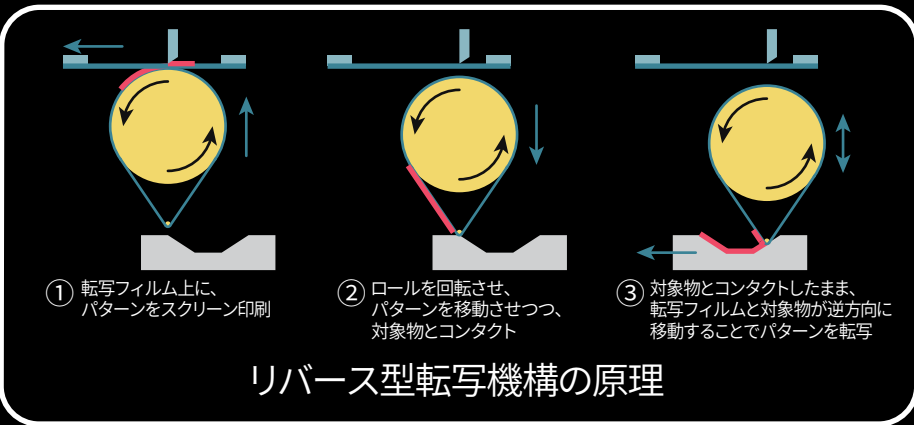 ① 転写フィルム上に、
パターンをスクリーン印刷
② ロールを回転させ、
パターンを移動させつつ、
対象物とコンタクト
③ 対象物とコンタクトしたまま、
転写フィルムと対象物が逆方向に
移動することでパターンを転写
リバース型転写機構の原理